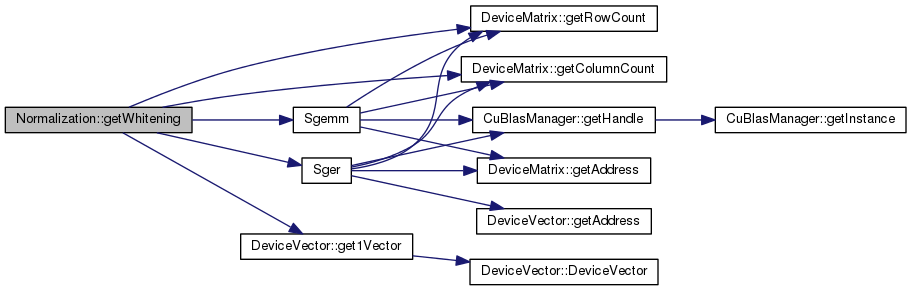 DeviceMatrix::getRowCount
DeviceMatrix::getColumnCount
Normalization::getWhitening
Sgemm
CuBlasManager::getHandle
CuBlasManager::getInstance
Sger
DeviceMatrix::getAddress
DeviceVector::getAddress
DeviceVector::get1Vector
DeviceVector::DeviceVector